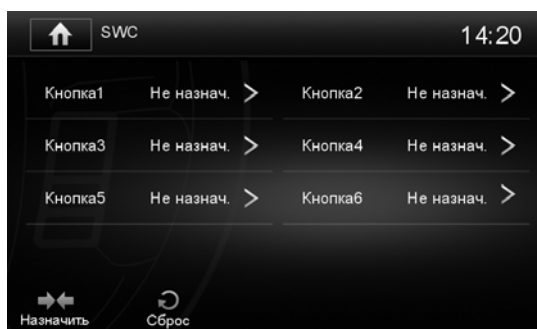 SWC 14:20
Кнопка1 Не назнач. > Кнопка2 Не назнач. >
Кнопка3 Не назнач. > Кнопка4 Не назнач. >
Кнопка5 Не назнач. > Кнопка6 Не назнач. >
Назначить Сброс